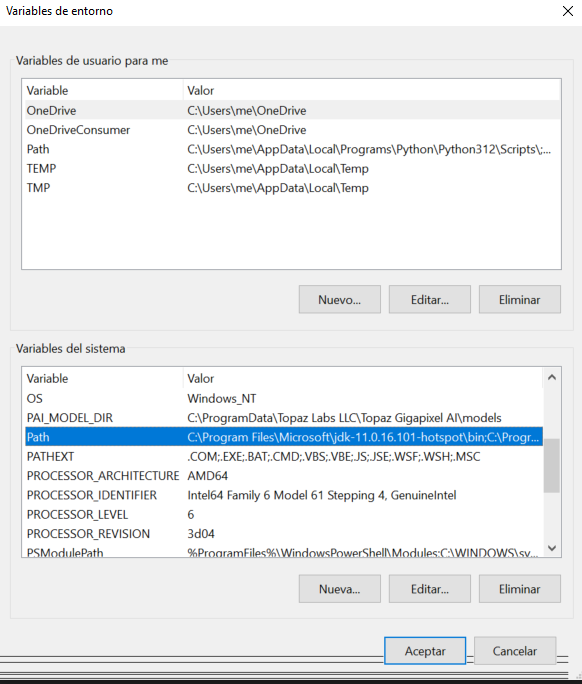 Variables de entorno
Variables de usuario para me
Variable Valor
OneDrive C:\Users\me\OneDrive
OneDriveConsumer C:\Users\me\OneDrive
Path C:\Users\me\AppData\Local\Programs\Python\Python312\Scripts\;...
TEMP C:\Users\me\AppData\Local\Temp
TMP C:\Users\me\AppData\Local\Temp
Nuevo... Editar... Eliminar
Variables del sistema
Variable Valor
OS Windows_NT
PAI_MODEL_DIR C:\ProgramData\Topaz Labs LLC\Topaz Gigapixel AI\models
Path C:\Program Files\Microsoft\jdk-11.0.16.101-hotspot\bin;C:\Progr...
PATHEXT .COM;.EXE;.BAT;.CMD;.VBS;.VBE;.JS;.JSE;.WSF;.WSH;.MSC
PROCESSOR_ARCHITECTURE AMD64
PROCESSOR_IDENTIFIER Intel64 Family 6 Model 61 Stepping 4, GenuineIntel
PROCESSOR_LEVEL 6
PROCESSOR_REVISION 3d04
PSModulePath %ProgramFiles%\WindowsPowerShell\Modules;C:\WINDOWS\sy...
Nueva... Editar... Eliminar
Aceptar Cancelar